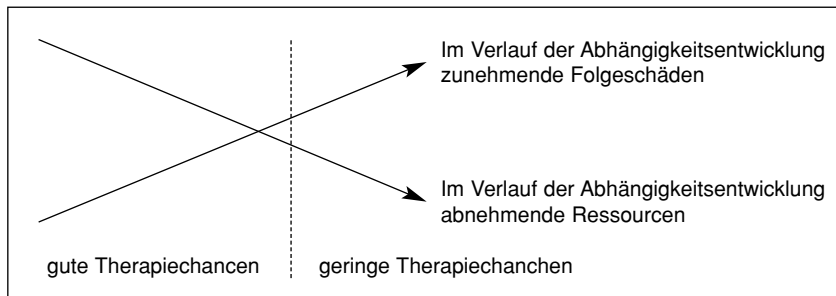 Im Verlauf der Abhängigkeitsentwicklung
zunehmende Folgeschäden
Im Verlauf der Abhängigkeitsentwicklung
abnehmende Ressourcen
gute Therapiechancen
geringe Therapiechanchen